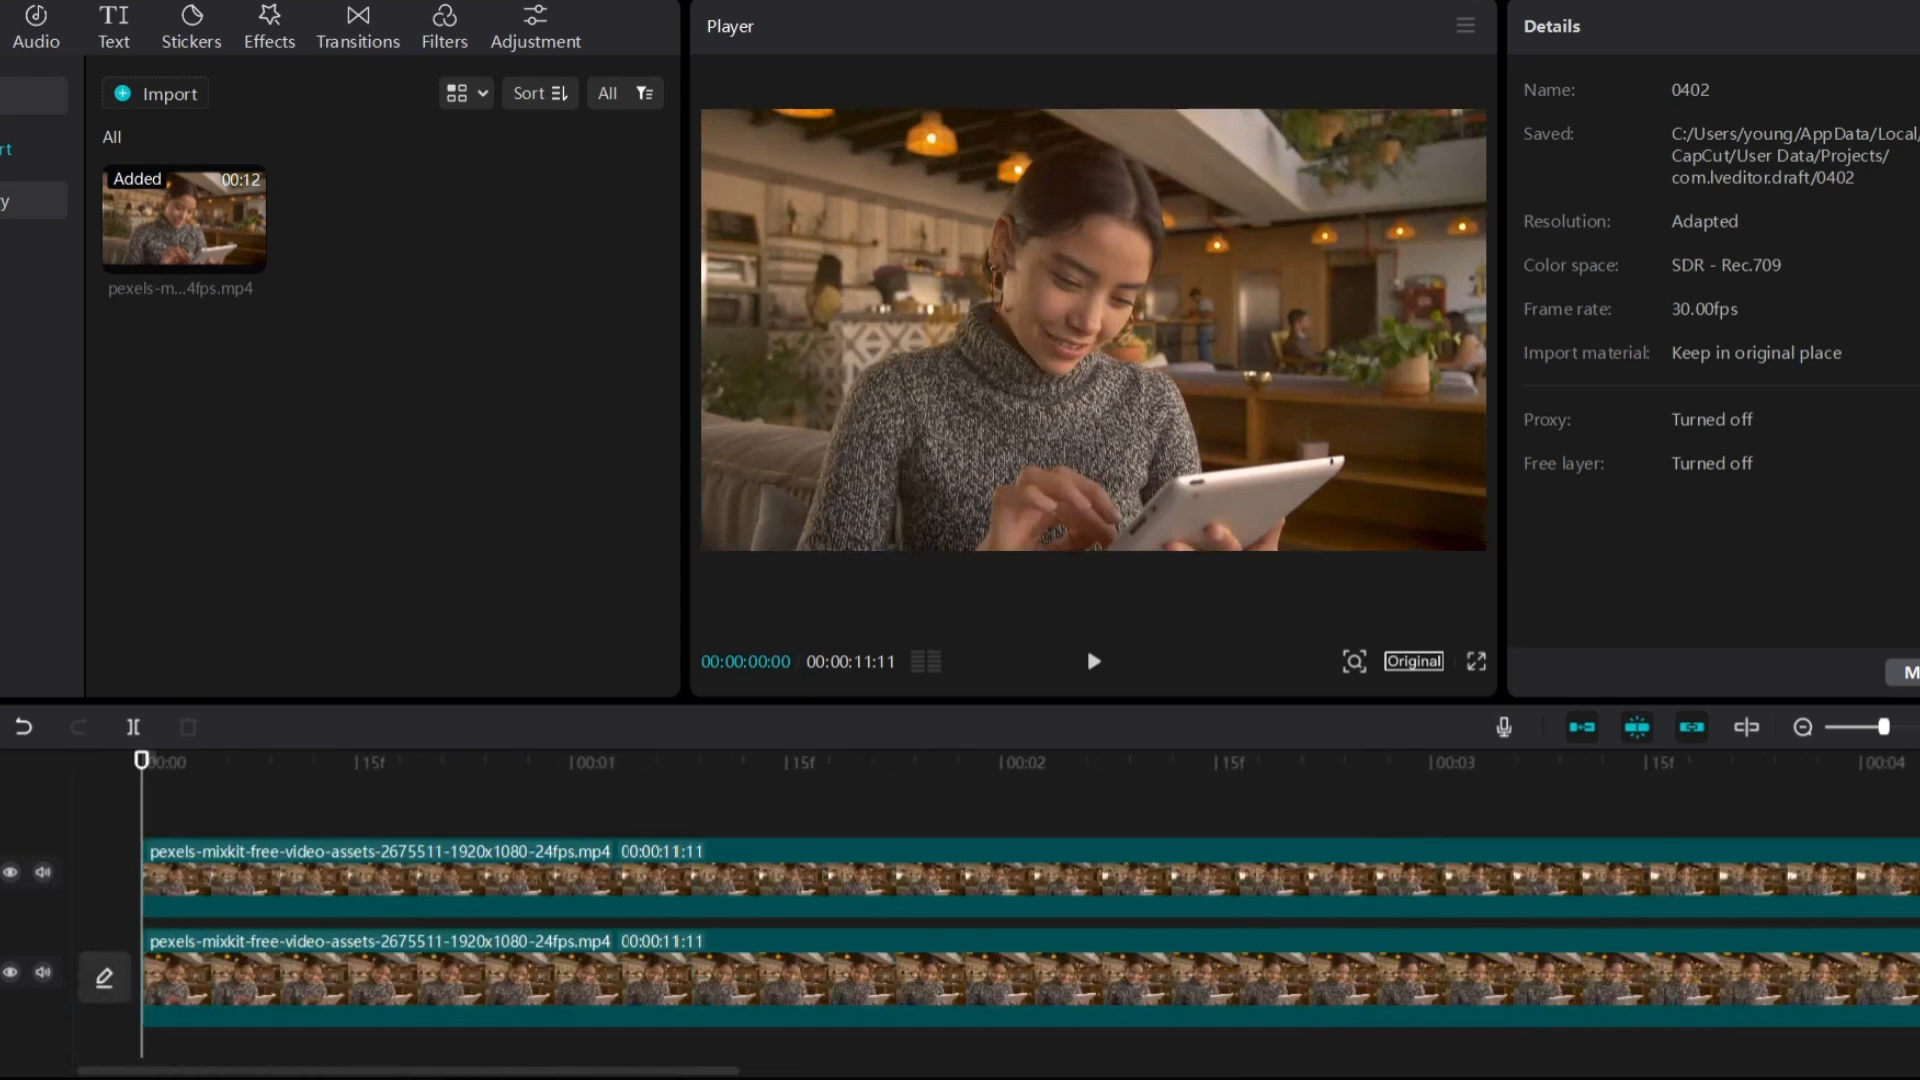 Audio
Text
Stickers
Effects
Transitions
Filters
Adjustment
rt
y
Import
Sort
All
All
Added
00:12
pexels-m...4fps.mp4
Player
00:00:00:00
00:00:11:11
Original
Details
Name: 0402
Saved: C:/Users/young/AppData/Local/
CapCut/User Data/Projects/
com.lveditor.draft/0402
Resolution: Adapted
Color space: SDR - Rec.709
Frame rate: 30.00fps
Import material: Keep in original place
Proxy: Turned off
Free layer: Turned off
M
00:00 15f 00:01 15f 00:02 15f 00:03 15f 00:04
pexels-mixkit-free-video-assets-2675511-1920x1080-24fps.mp4 00:00:11:11
pexels-mixkit-free-video-assets-2675511-1920x1080-24fps.mp4 00:00:11:11